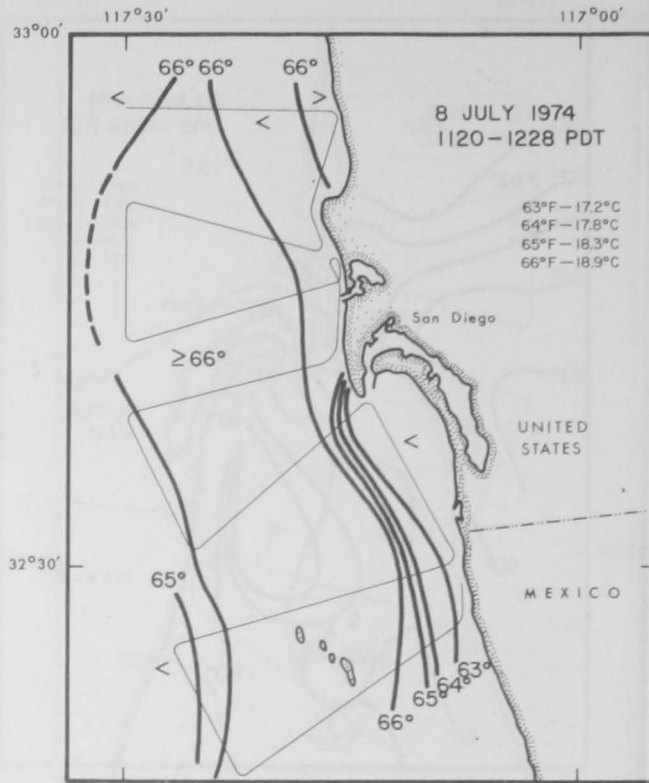 117°30'
117°00'
33°00'
66°
66°
66°
<
>
<
8 JULY 1974
1120–1228 PDT
63°F–17.2°C
64°F–17.8°C
65°F–18.3°C
66°F–18.9°C
San Diego
≥66°
<
UNITED
STATES
32°30'
65°
MEXICO
<
63°
64°
65°
66°